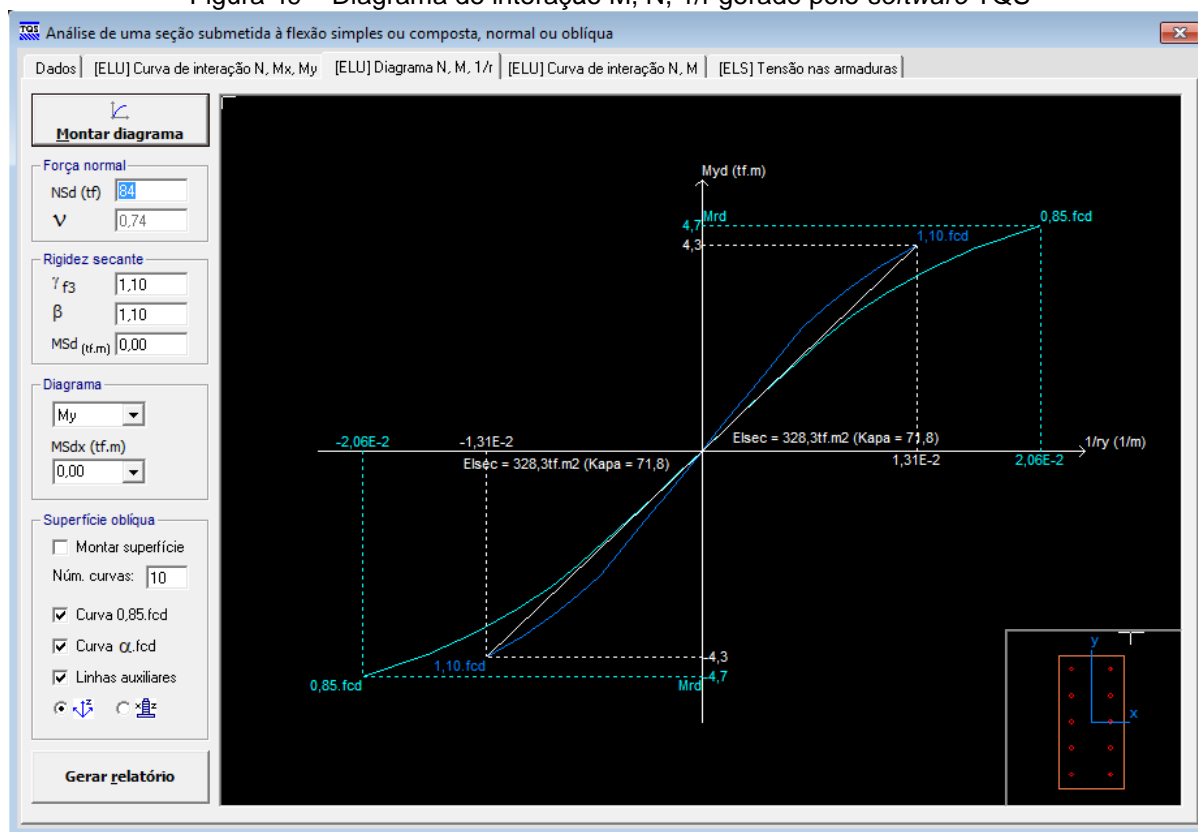 Figura 49 – Diagrama de interação M, N, 1/r gerado pelo software TQS
TQS Análise de uma seção submetida à flexão simples ou composta, normal ou oblíqua
Dados [ELU] Curva de interação N, Mx, My [ELU] Diagrama N, M, 1/r [ELU] Curva de interação N, M [ELS] Tensão nas armaduras
Montar diagrama
Força normal
NSd (tf) 84
ν 0,74
Rigidez secante
γ f3 1,10
β 1,10
MSd (tf.m) 0,00
Diagrama
My
MSdx (tf.m)
0,00
Superfície oblíqua
Montar superfície
Núm. curvas: 10
Curva 0,85.fcd
Curva α.fcd
Linhas auxiliares
z x z
Gerar relatório
Myd (tf.m)
4,7 Mrd 0,85.fcd
4,3 1,10.fcd
-2,06E-2 -1,31E-2 EIsec = 328,3tf.m2 (Kapa = 71,8) 1/ry (1/m)
EIsec = 328,3tf.m2 (Kapa = 71,8) 1,31E-2 2,06E-2
1,10.fcd -4,3
0,85.fcd Mrd -4,7
y
x